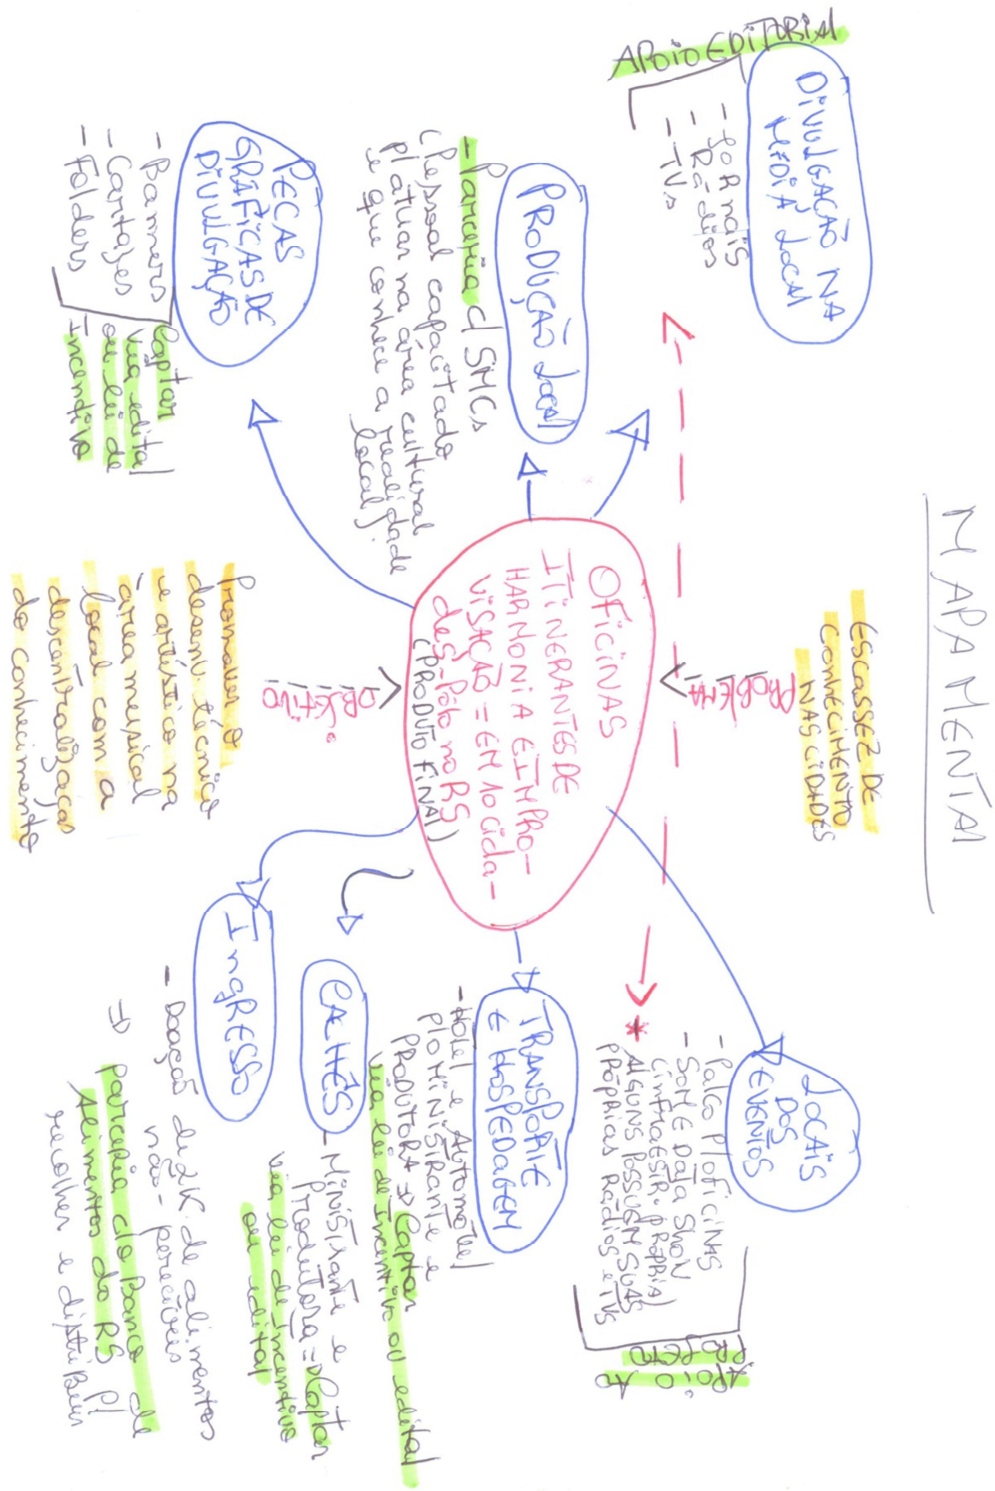 MAPA MENTAL
ESCASSEZ DE
CONHECIMENTO
NAS CIDADES
PROBLEMA
OFICINAS
ITINERANTES DE
HARMONIA E IMPRO-
VISAÇÃO = EM 10 CIDA-
DES-Pólo no RS
(PRODUTO FINAL)
OBJETIVO
Promover o
desenv. técnico
e artístico na
área musical
local com a
descentralização
do conhecimento
DIVULGAÇÃO NA
MÍDIA LOCAL
- JORNAIS
- RÁDIOS
- TVs
APOIO EDITORIAL
PRODUÇÃO LOCAL
- Parceria c/ SMCs
(Pessoal capacitado
p/ atuar na área cultural
e que conhece a realidade
local)
PEÇAS
GRÁFICAS DE
DIVULGAÇÃO
- Banners
- Cartazes
- Folders
Captar
via edital
ou lei de
Incentivo
LOCAIS
DOS
EVENTOS
- Palco p/ oficinas
- SOM E Data Show
(infraestr. própria)
* ALGUNS POSSUEM SUAS
PRÓPRIAS RÁDIOS e TVs
APOIO AO
PROJETO
TRANSPORTE
E HOSPEDAGEM
- HOTEL e Automóvel
p/ o MINISTRANTE e
PRODUTORA => Captar
via lei de incentivo ou edital
CACHÊS
- MINISTRANTE e
Produtora => Captar
via lei de incentivo
ou edital
INGRESSO
- Doação de 2K. de alimentos
não-perecíveis
=> parceria c/ o Banco de
Alimentos do RS p/
recolher e distribuir